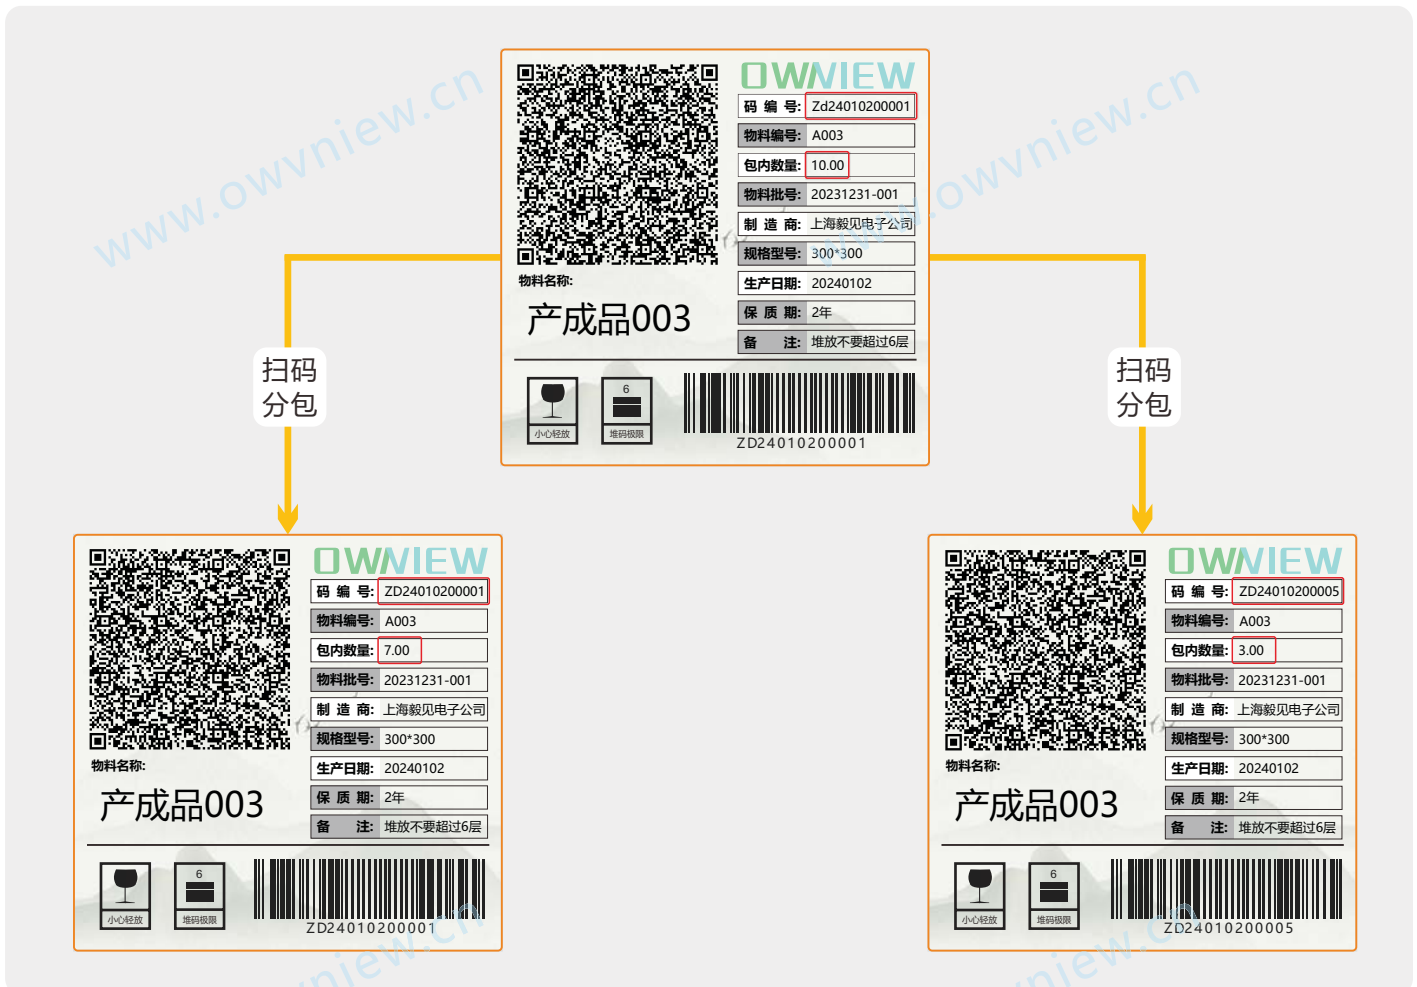 OWNVIEW
码 编 号: Zd24010200001
物料编号: A003
包内数量: 10.00
物料批号: 20231231-001
制 造 商: 上海毅见电子公司
规格型号: 300*300
生产日期: 20240102
保 质 期: 2年
备 注: 堆放不要超过6层
物料名称:
产成品003
小心轻放
6
堆码极限
ZD24010200001
扫码
分包
扫码
分包
OWNVIEW
码 编 号: ZD24010200001
物料编号: A003
包内数量: 7.00
物料批号: 20231231-001
制 造 商: 上海毅见电子公司
规格型号: 300*300
生产日期: 20240102
保 质 期: 2年
备 注: 堆放不要超过6层
物料名称:
产成品003
小心轻放
6
堆码极限
ZD24010200001
OWNVIEW
码 编 号: ZD24010200005
物料编号: A003
包内数量: 3.00
物料批号: 20231231-001
制 造 商: 上海毅见电子公司
规格型号: 300*300
生产日期: 20240102
保 质 期: 2年
备 注: 堆放不要超过6层
物料名称:
产成品003
小心轻放
6
堆码极限
ZD24010200005
www.owvniew.cn
www.owvniew.cn